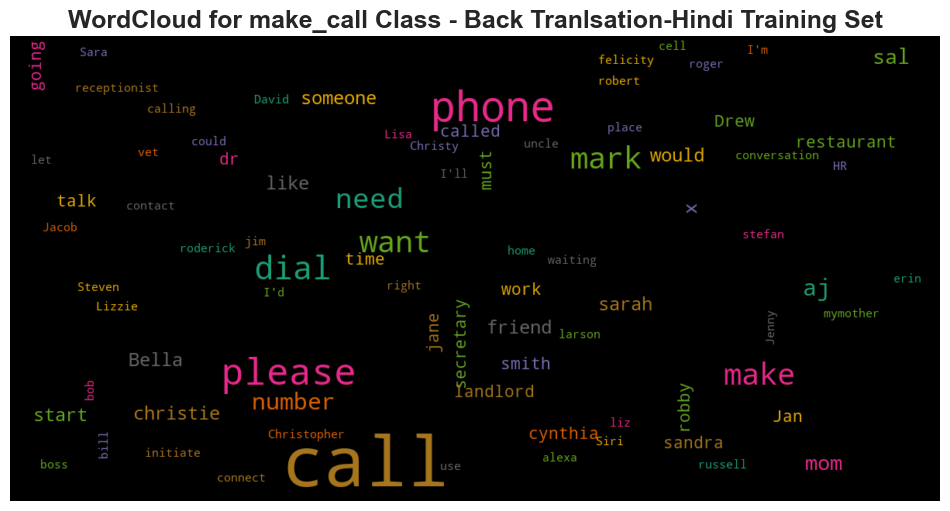 WordCloud for make_call Class - Back Tranlsation-Hindi Training Set
going
Sara
receptionist
calling
David
someone
phone
called
Lisa
Christy
felicity
cell
roger
I'm
sal
robert
place
Drew
restaurant
conversation
HR
could
let
vet
dr
like
uncle
I'll
must
mark
would
need
talk
contact
Jacob
x
stefan
want
roderick
jim
dial
time
home
waiting
I'd
right
work
Steven
Lizzie
aj
erin
mymother
sarah
Jenny
friend
larson
jane
secretary
Bella
smith
please
make
landlord
number
bob
robby
start
christie
Jan
liz
Christopher
cynthia
Siri
sandra
bill
call
boss
initiate
connect
use
alexa
russell
mom